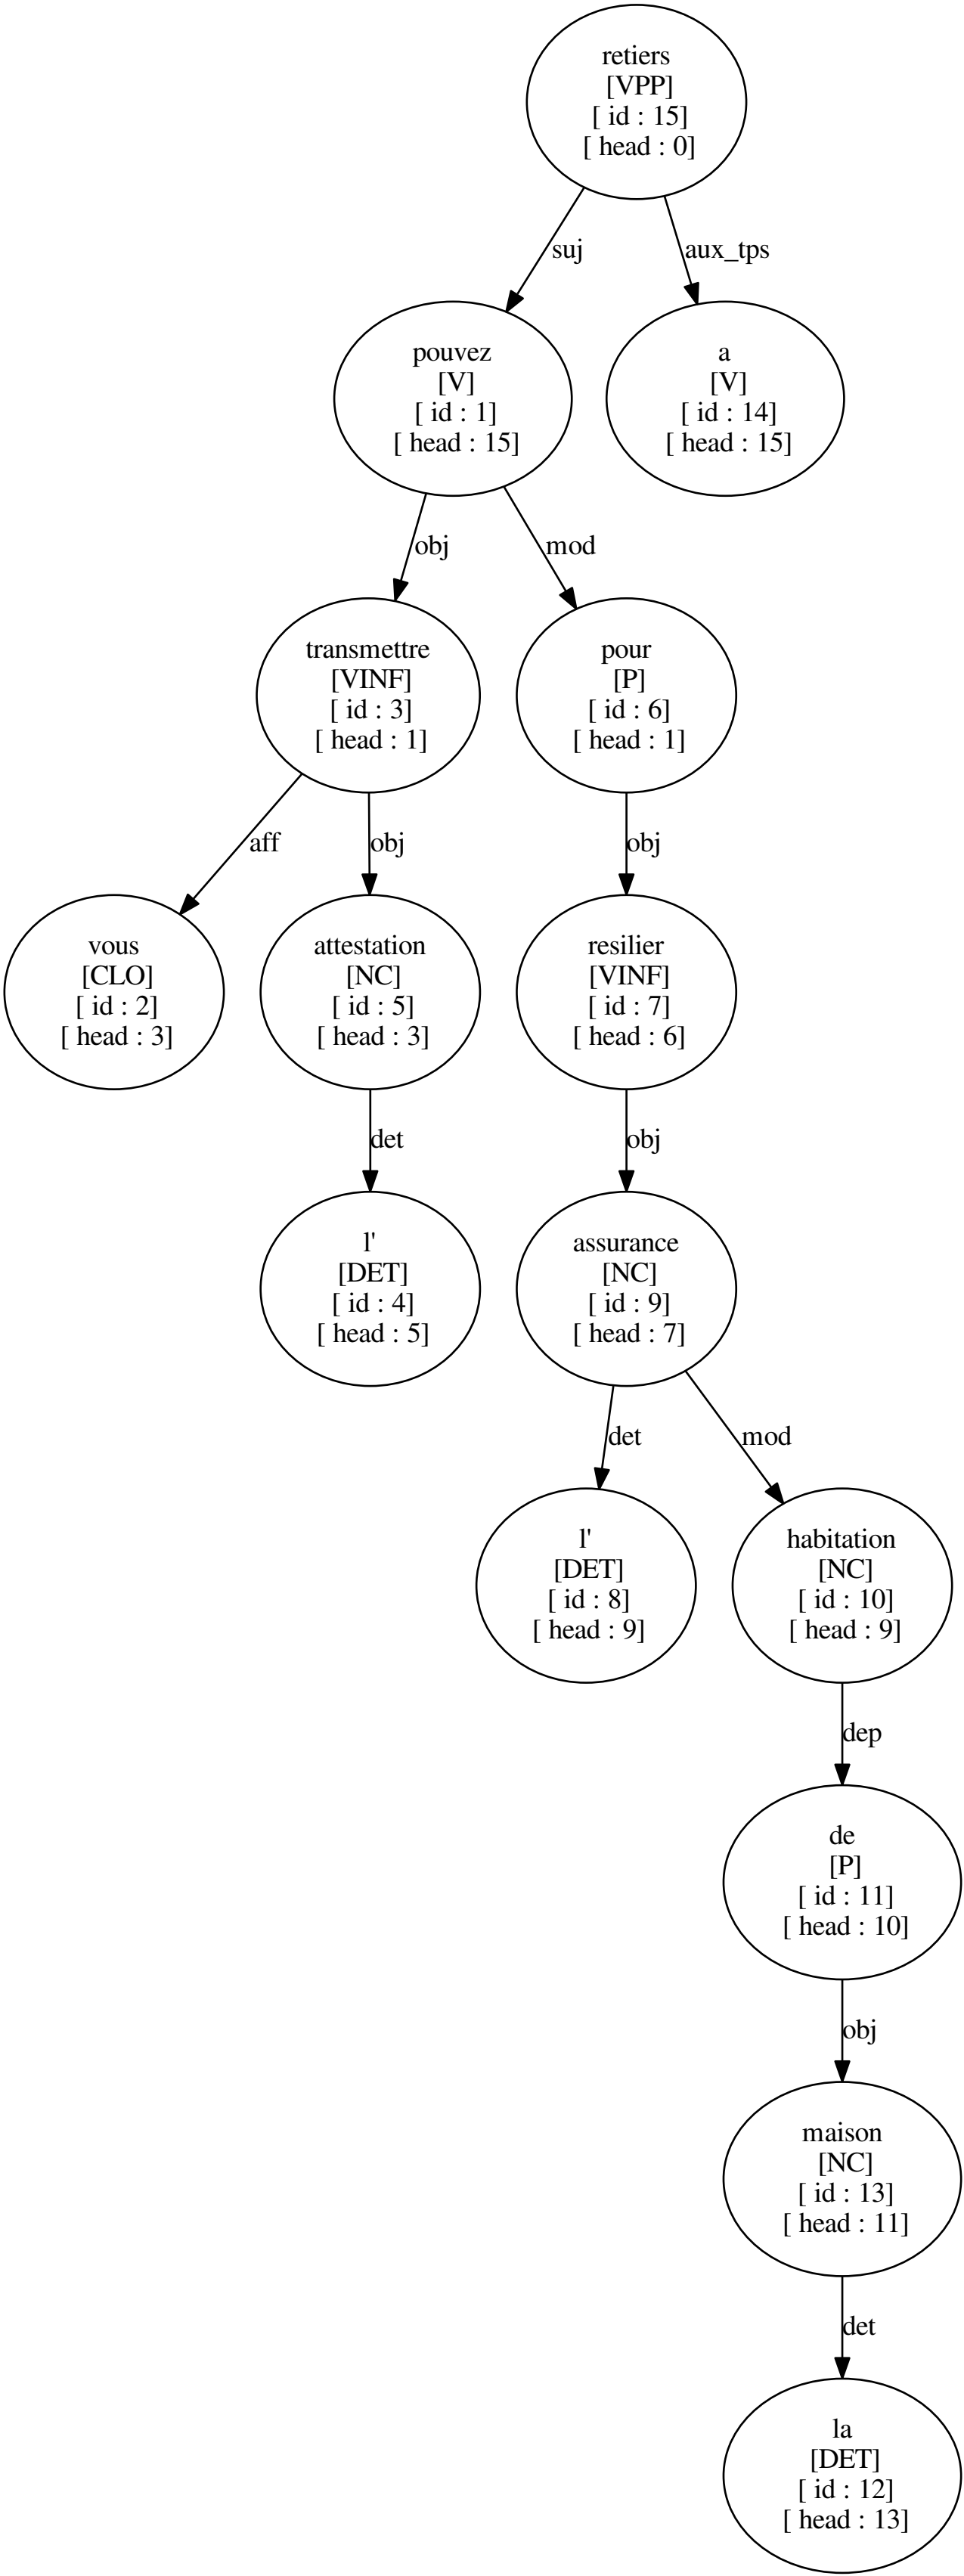 retiers
[VPP]
[ id : 15]
[ head : 0]
suj
aux_tps
pouvez
[V]
[ id : 1]
[ head : 15]
a
[V]
[ id : 14]
[ head : 15]
obj
mod
transmettre
[VINF]
[ id : 3]
[ head : 1]
pour
[P]
[ id : 6]
[ head : 1]
aff
obj
obj
vous
[CLO]
[ id : 2]
[ head : 3]
attestation
[NC]
[ id : 5]
[ head : 3]
resilier
[VINF]
[ id : 7]
[ head : 6]
det
obj
l'
[DET]
[ id : 4]
[ head : 5]
assurance
[NC]
[ id : 9]
[ head : 7]
det
mod
l'
[DET]
[ id : 8]
[ head : 9]
habitation
[NC]
[ id : 10]
[ head : 9]
dep
de
[P]
[ id : 11]
[ head : 10]
obj
maison
[NC]
[ id : 13]
[ head : 11]
det
la
[DET]
[ id : 12]
[ head : 13]